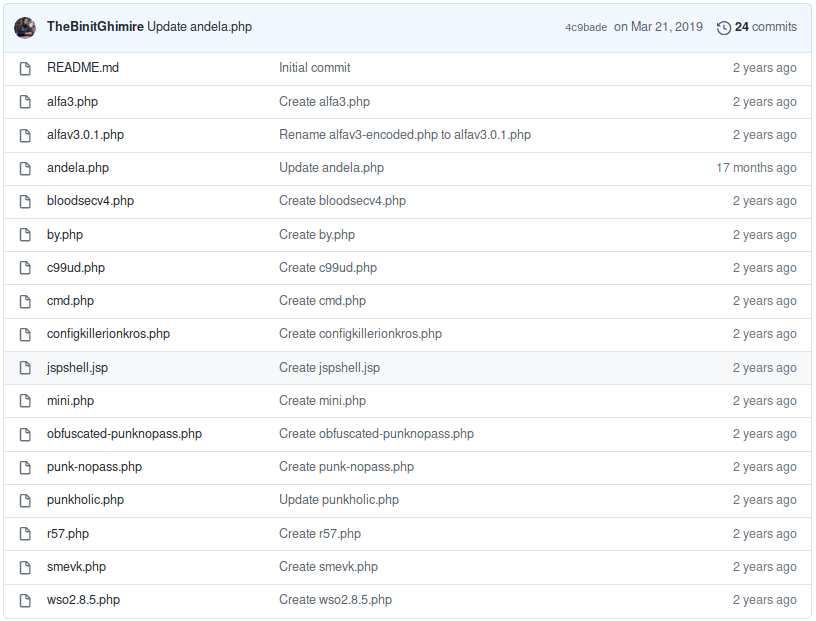 TheBinitGhimire Update andela.php 4c9bade on Mar 21, 2019 24 commits
README.md Initial commit 2 years ago
alfa3.php Create alfa3.php 2 years ago
alfav3.0.1.php Rename alfav3-encoded.php to alfav3.0.1.php 2 years ago
andela.php Update andela.php 17 months ago
bloodsecv4.php Create bloodsecv4.php 2 years ago
by.php Create by.php 2 years ago
c99ud.php Create c99ud.php 2 years ago
cmd.php Create cmd.php 2 years ago
configkillerionkros.php Create configkillerionkros.php 2 years ago
jspshell.jsp Create jspshell.jsp 2 years ago
mini.php Create mini.php 2 years ago
obfuscated-punknopass.php Create obfuscated-punknopass.php 2 years ago
punk-nopass.php Create punk-nopass.php 2 years ago
punkholic.php Update punkholic.php 2 years ago
r57.php Create r57.php 2 years ago
smevk.php Create smevk.php 2 years ago
wso2.8.5.php Create wso2.8.5.php 2 years ago